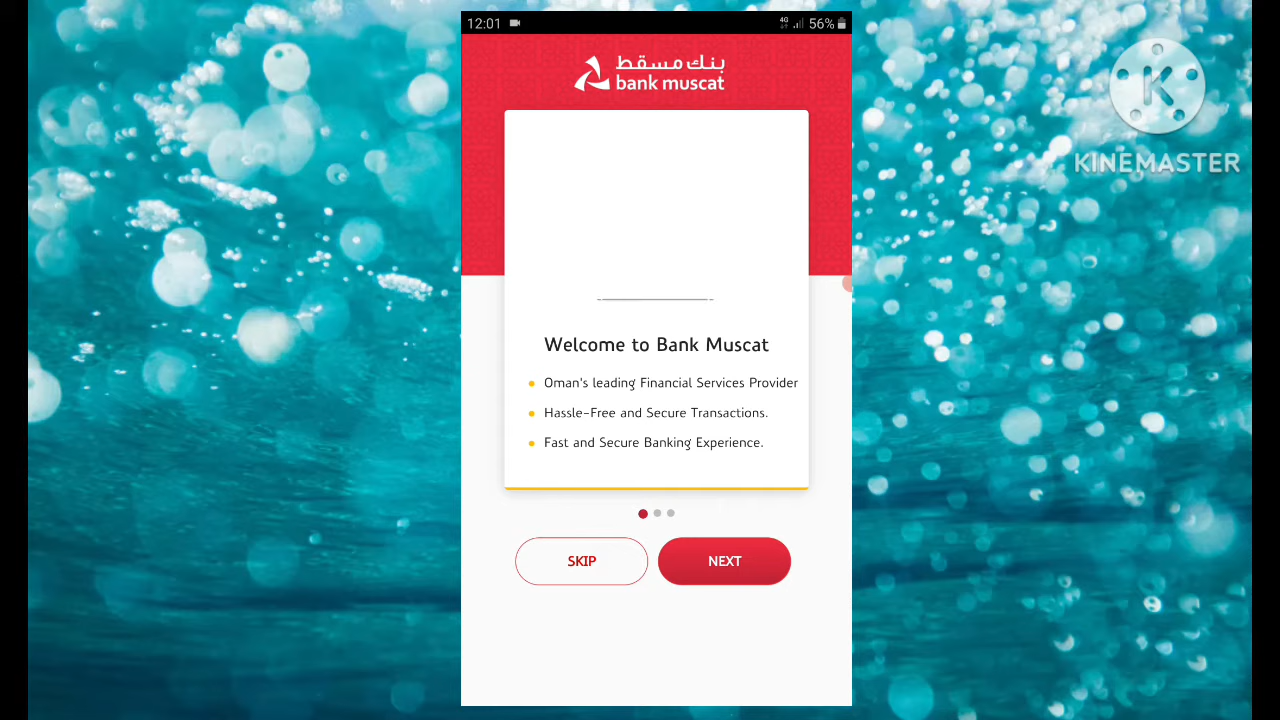 12:01
4G
56%
بنك مسقط
bank muscat
K
KINEMASTER
Welcome to Bank Muscat
Oman's leading Financial Services Provider
Hassle-Free and Secure Transactions.
Fast and Secure Banking Experience.
SKIP
NEXT